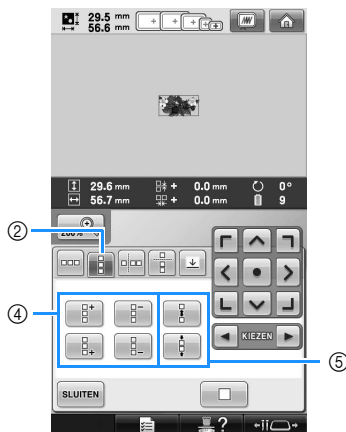 29.5 mm
56.6 mm
29.6 mm + 0.0 mm 0°
56.7 mm + 0.0 mm 9
②
200%
④
KIEZEN
⑤
SLUITEN
?